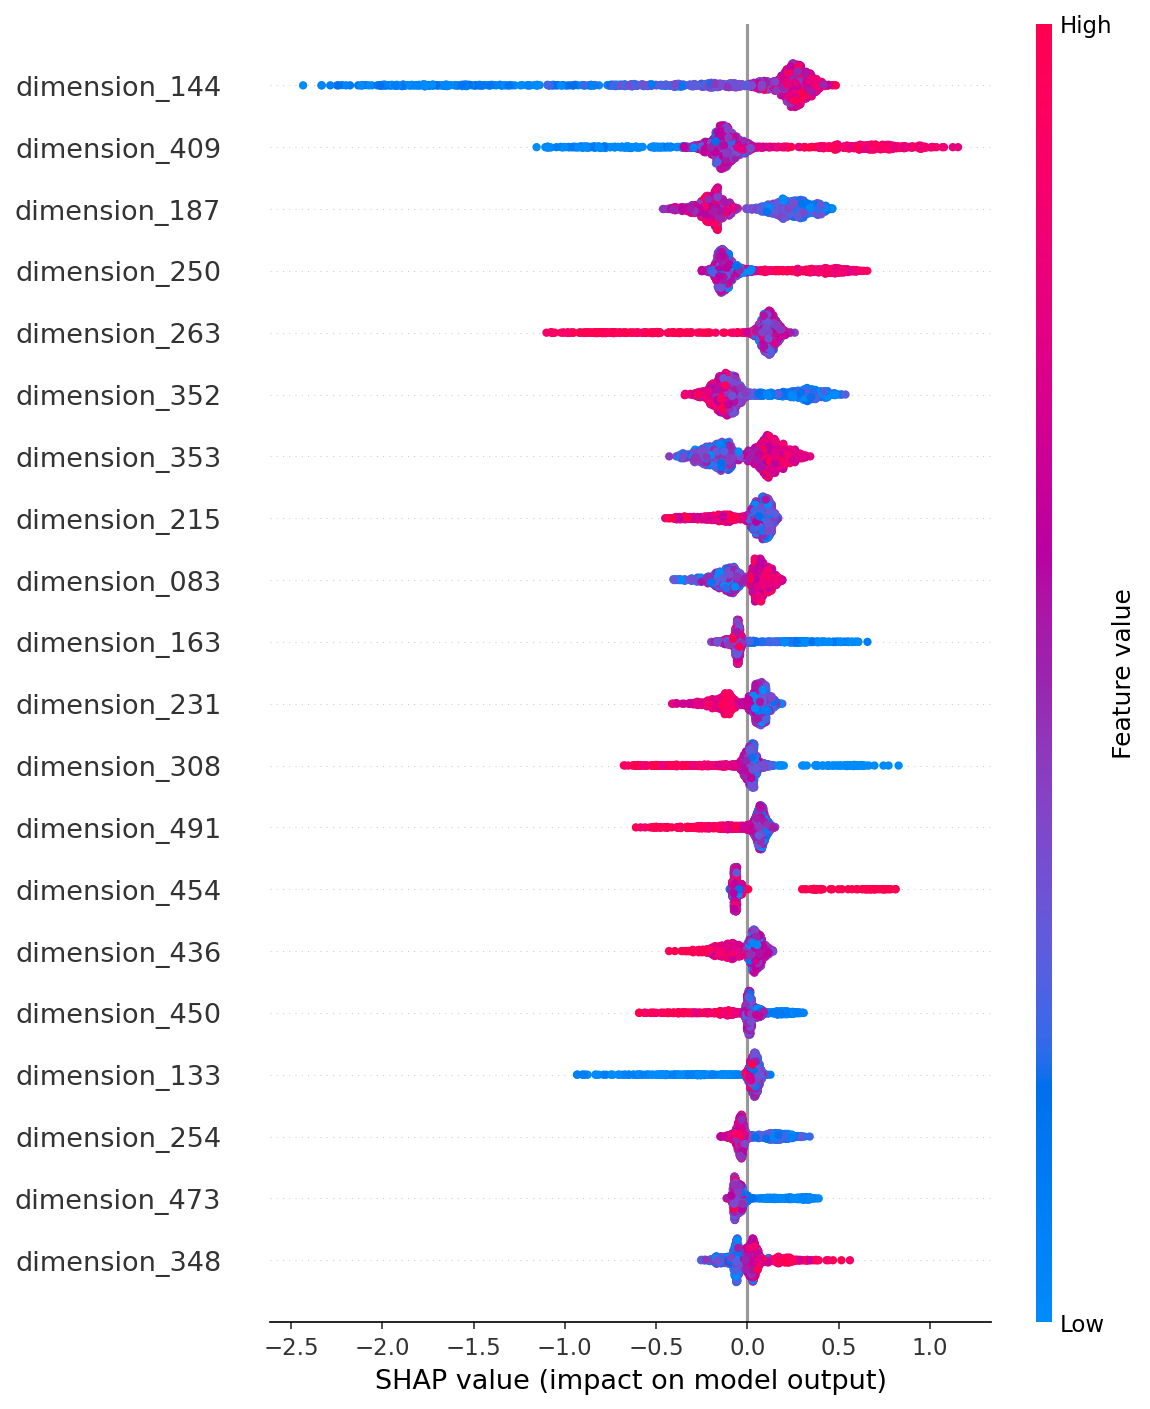 High
dimension_144
dimension_409
dimension_187
dimension_250
dimension_263
dimension_352
dimension_353
dimension_215
dimension_083
dimension_163
dimension_231
dimension_308
dimension_491
dimension_454
dimension_436
dimension_450
dimension_133
dimension_254
dimension_473
dimension_348
Feature value
Low
−2.5 −2.0 −1.5 −1.0 −0.5 0.0 0.5 1.0
SHAP value (impact on model output)